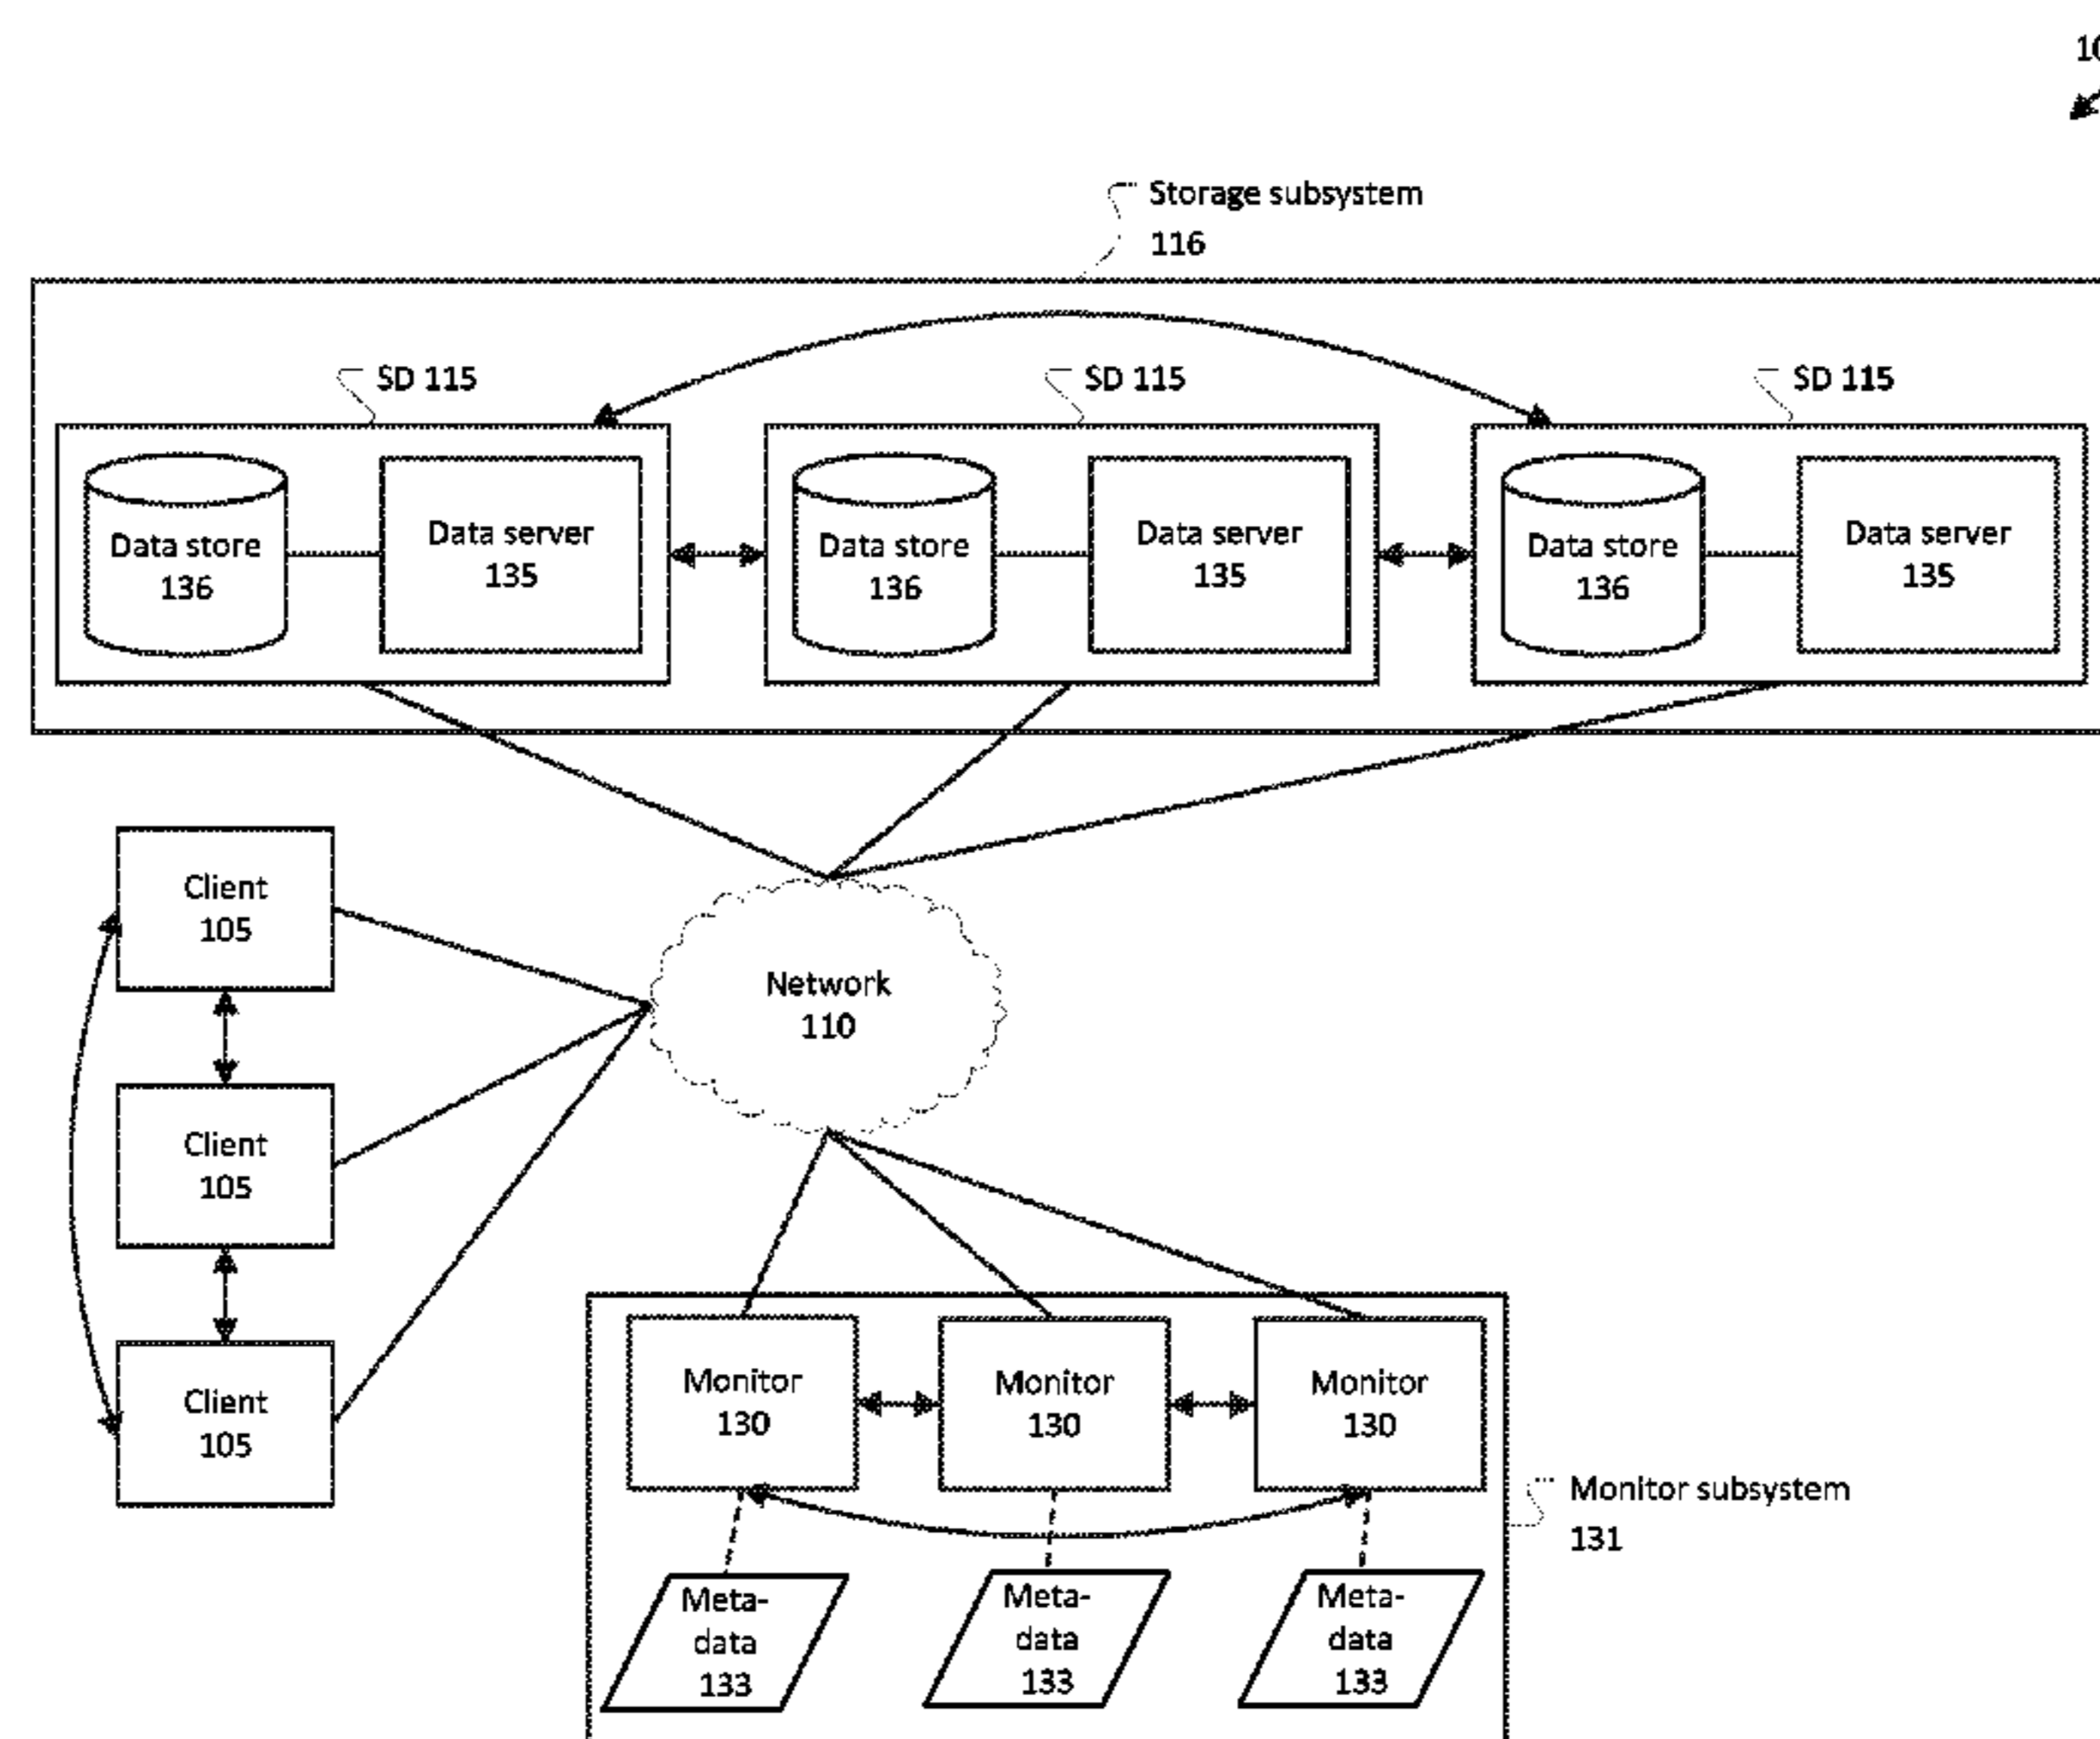 10
Storage subsystem
116
SD 115
SD 115
SD 115
Data store
136
Data server
135
Data store
136
Data server
135
Data store
136
Data server
135
Client
105
Network
110
Client
105
Client
105
Monitor
130
Monitor
130
Monitor
130
Monitor subsystem
131
Meta-
data
133
Meta-
data
133
Meta-
data
133